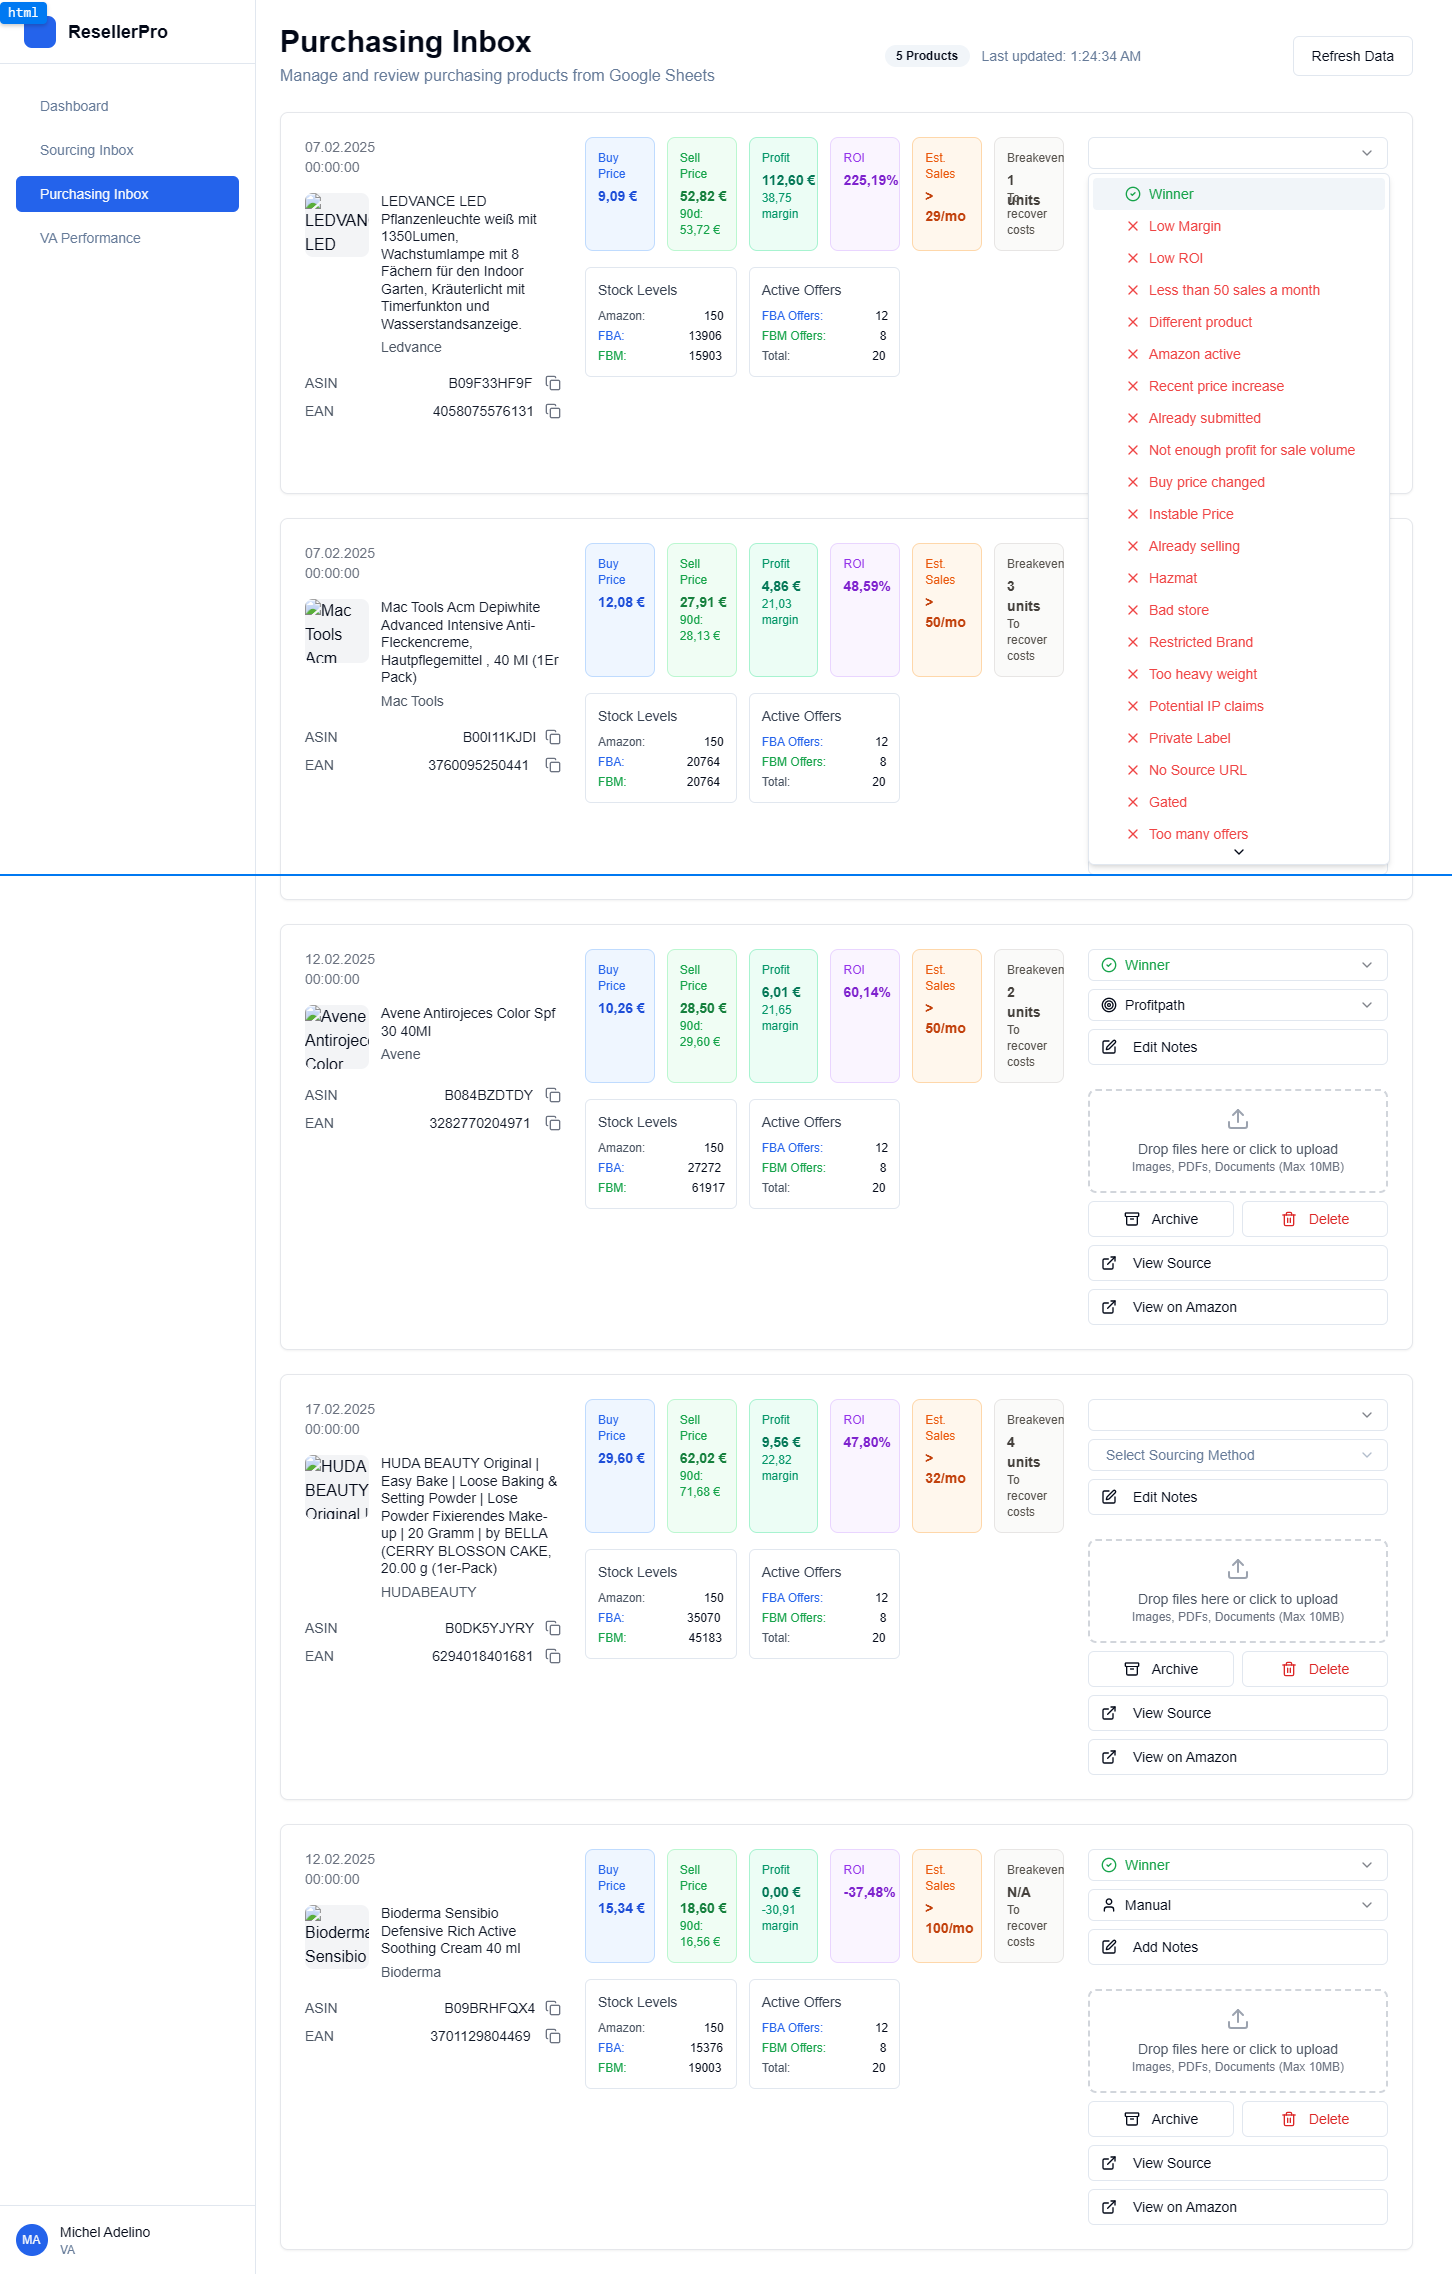 html
ResellerPro
Dashboard
Sourcing Inbox
Purchasing Inbox
VA Performance
Purchasing Inbox
Manage and review purchasing products from Google Sheets
5 Products
Last updated: 1:24:34 AM
Refresh Data
07.02.2025
00:00:00
LEDVAN
LED
LEDVANCE LED
Pflanzenleuchte weiß mit
1350Lumen,
Wachstumlampe mit 8
Fächern für den Indoor
Garten, Kräuterlicht mit
Timerfunkton und
Wasserstandsanzeige.
Ledvance
ASIN B09F33HF9F
EAN 4058075576131
Buy
Price
9,09 €
Sell
Price
52,82 €
90d:
53,72 €
Profit
112,60 €
38,75
margin
ROI
225,19%
Est.
Sales
>
29/mo
Breakeven
1
units
To
recover
costs
Stock Levels
Amazon: 150
FBA: 13906
FBM: 15903
Active Offers
FBA Offers: 12
FBM Offers: 8
Total: 20
Winner
Low Margin
Low ROI
Less than 50 sales a month
Different product
Amazon active
Recent price increase
Already submitted
Not enough profit for sale volume
Buy price changed
Instable Price
Already selling
Hazmat
Bad store
Restricted Brand
Too heavy weight
Potential IP claims
Private Label
No Source URL
Gated
Too many offers
07.02.2025
00:00:00
Mac
Tools
Acm
Mac Tools Acm Depiwhite
Advanced Intensive Anti-
Fleckencreme,
Hautpflegemittel , 40 Ml (1Er
Pack)
Mac Tools
ASIN B00I11KJDI
EAN 3760095250441
Buy
Price
12,08 €
Sell
Price
27,91 €
90d:
28,13 €
Profit
4,86 €
21,03
margin
ROI
48,59%
Est.
Sales
>
50/mo
Breakeven
3
units
To
recover
costs
Stock Levels
Amazon: 150
FBA: 20764
FBM: 20764
Active Offers
FBA Offers: 12
FBM Offers: 8
Total: 20
12.02.2025
00:00:00
Avene
Antirojec
Color
Avene Antirojeces Color Spf
30 40Ml
Avene
ASIN B084BZDTDY
EAN 3282770204971
Buy
Price
10,26 €
Sell
Price
28,50 €
90d:
29,60 €
Profit
6,01 €
21,65
margin
ROI
60,14%
Est.
Sales
>
50/mo
Breakeven
2
units
To
recover
costs
Stock Levels
Amazon: 150
FBA: 27272
FBM: 61917
Active Offers
FBA Offers: 12
FBM Offers: 8
Total: 20
Winner
Profitpath
Edit Notes
Drop files here or click to upload
Images, PDFs, Documents (Max 10MB)
Archive
Delete
View Source
View on Amazon
17.02.2025
00:00:00
HUDA
BEAUTY
Original |
HUDA BEAUTY Original |
Easy Bake | Loose Baking &
Setting Powder | Lose
Powder Fixierendes Make-
up | 20 Gramm | by BELLA
(CERRY BLOSSON CAKE,
20.00 g (1er-Pack)
HUDABEAUTY
ASIN B0DK5YJYRY
EAN 6294018401681
Buy
Price
29,60 €
Sell
Price
62,02 €
90d:
71,68 €
Profit
9,56 €
22,82
margin
ROI
47,80%
Est.
Sales
>
32/mo
Breakeven
4
units
To
recover
costs
Stock Levels
Amazon: 150
FBA: 35070
FBM: 45183
Active Offers
FBA Offers: 12
FBM Offers: 8
Total: 20
Select Sourcing Method
Edit Notes
Drop files here or click to upload
Images, PDFs, Documents (Max 10MB)
Archive
Delete
View Source
View on Amazon
12.02.2025
00:00:00
Bioderma
Sensibio
Bioderma Sensibio
Defensive Rich Active
Soothing Cream 40 ml
Bioderma
ASIN B09BRHFQX4
EAN 3701129804469
Buy
Price
15,34 €
Sell
Price
18,60 €
90d:
16,56 €
Profit
0,00 €
-30,91
margin
ROI
-37,48%
Est.
Sales
>
100/mo
Breakeven
N/A
To
recover
costs
Stock Levels
Amazon: 150
FBA: 15376
FBM: 19003
Active Offers
FBA Offers: 12
FBM Offers: 8
Total: 20
Winner
Manual
Add Notes
Drop files here or click to upload
Images, PDFs, Documents (Max 10MB)
Archive
Delete
View Source
View on Amazon
MA
Michel Adelino
VA